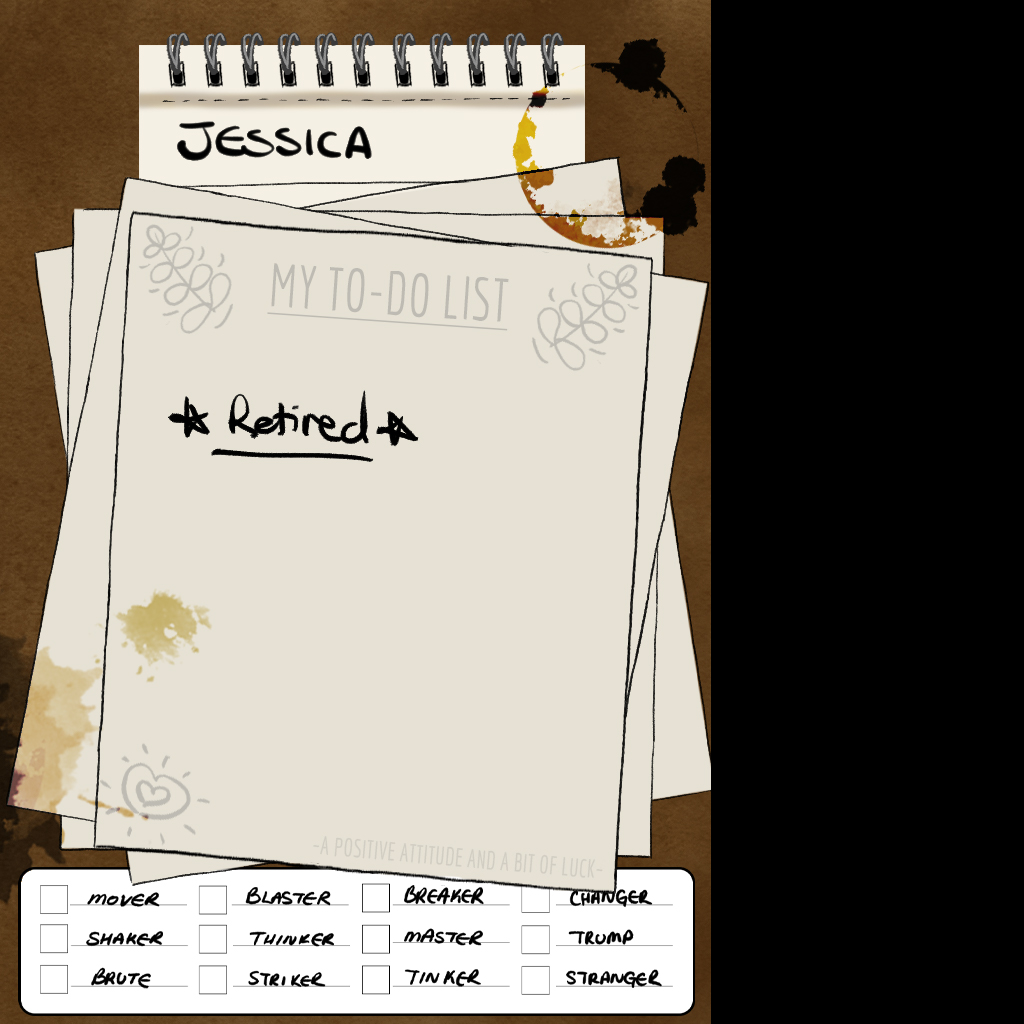 JESSICA
MY TO-DO LIST
★ Retired ★
-A POSITIVE ATTITUDE AND A BIT OF LUCK-
MOVER BLASTER BREAKER CHANGER
SHAKER THINKER MASTER TRUMP
BRUTE STRIKER TINKER STRANGER